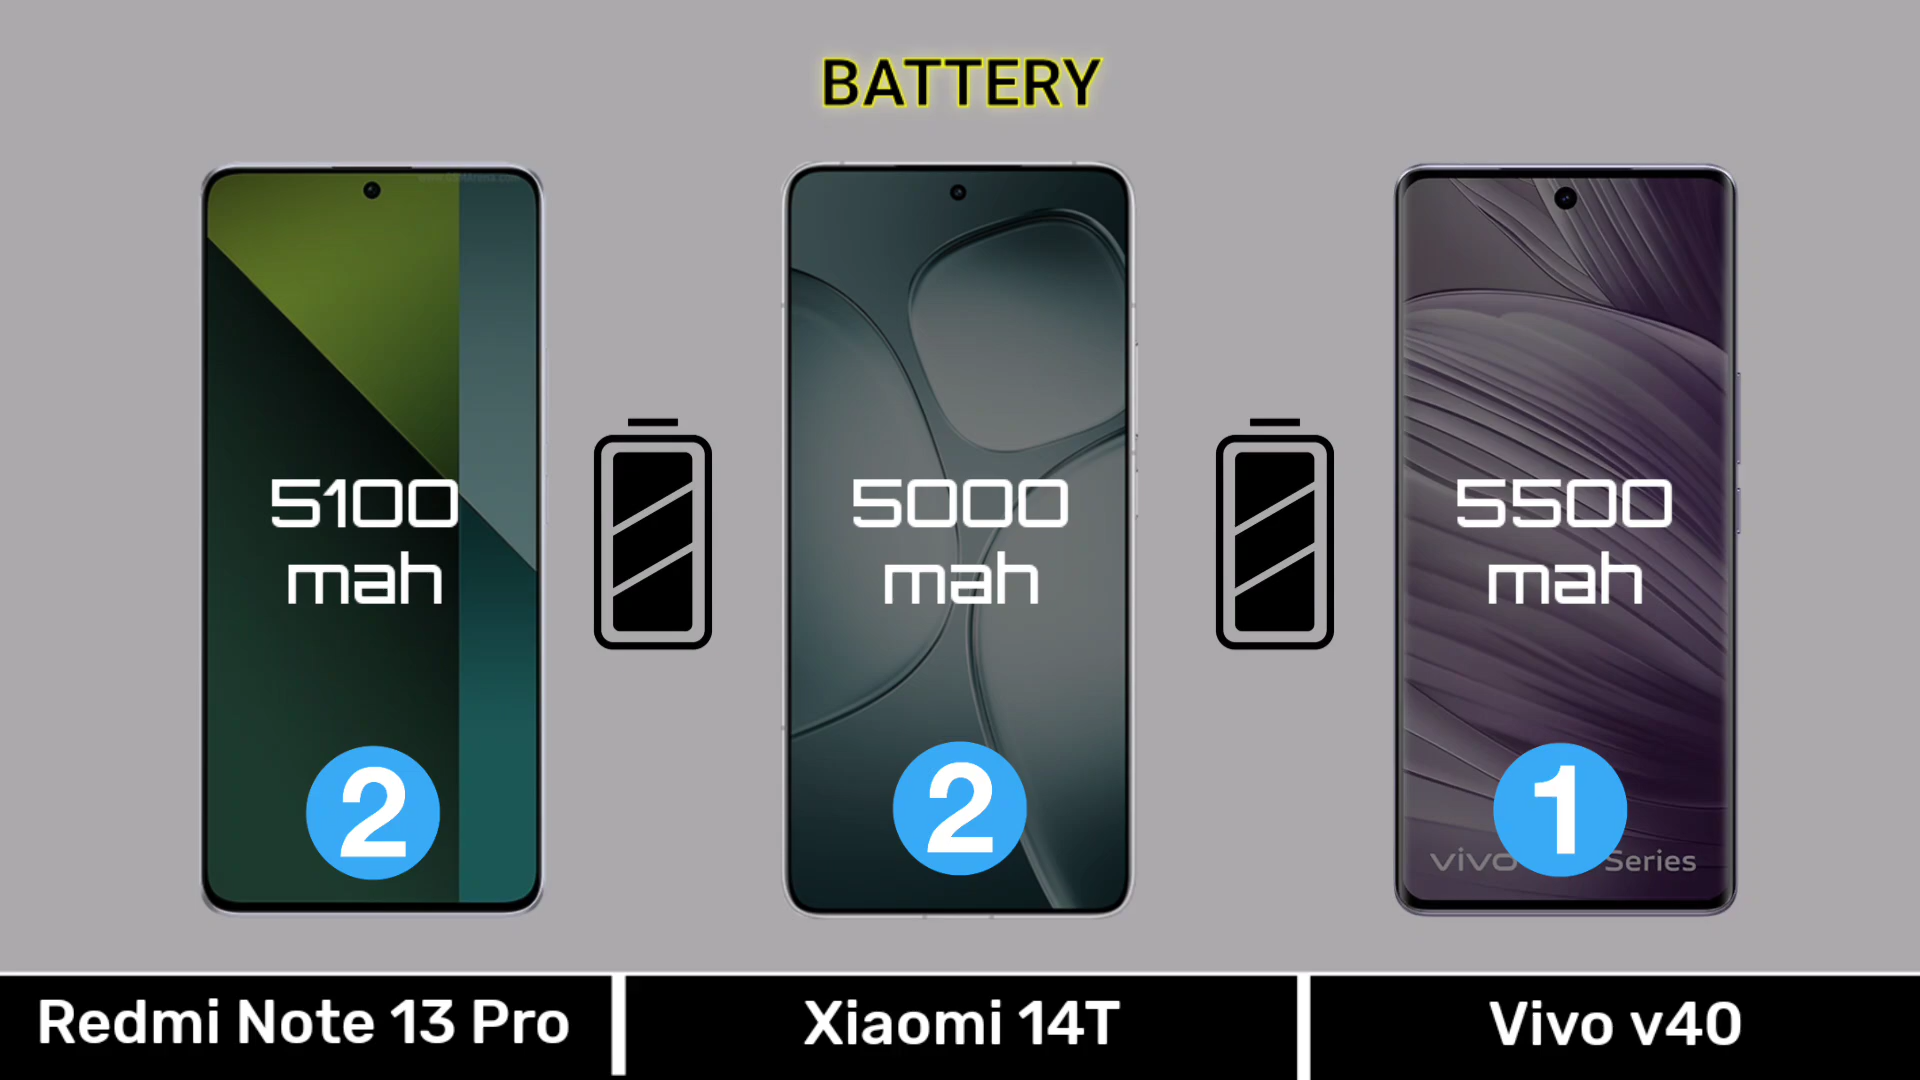 BATTERY
5100
mah
5000
mah
5500
mah
2
2
1
vivo
Series
Redmi Note 13 Pro
Xiaomi 14T
Vivo v40